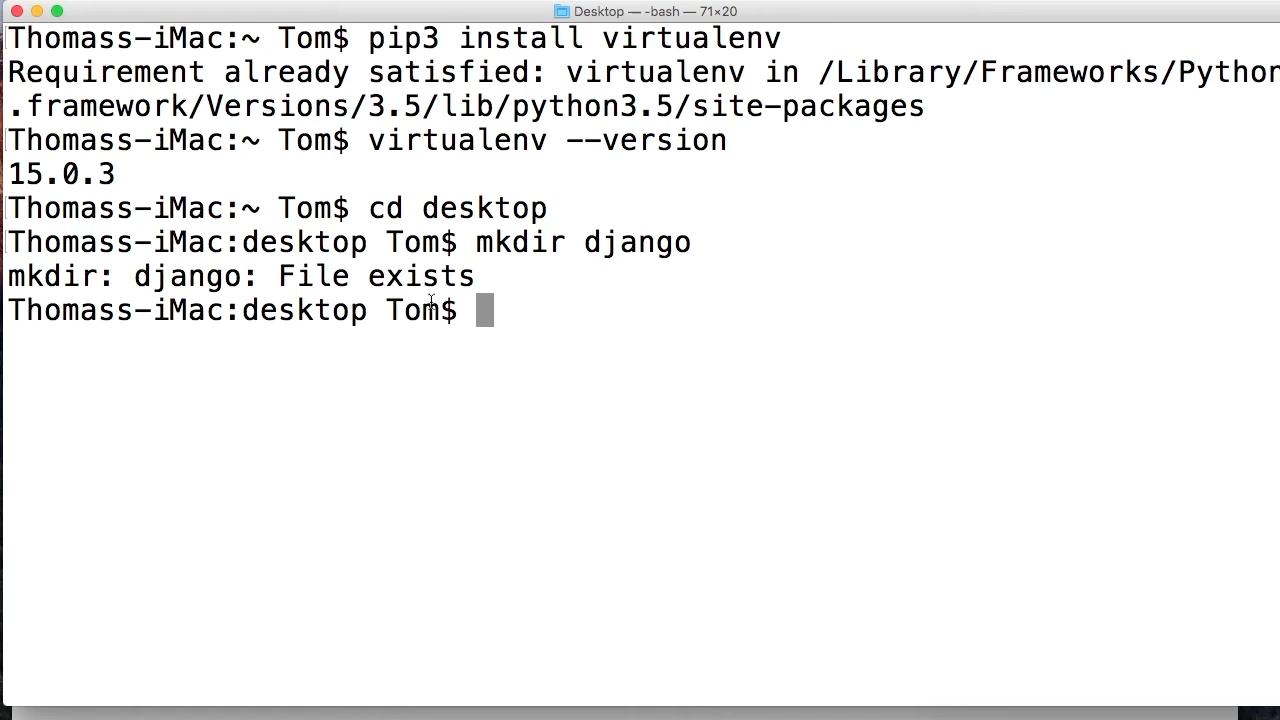 Desktop — -bash — 71×20
Thomass-iMac:~ Tom$ pip3 install virtualenv
Requirement already satisfied: virtualenv in /Library/Frameworks/Python
.framework/Versions/3.5/lib/python3.5/site-packages
Thomass-iMac:~ Tom$ virtualenv --version
15.0.3
Thomass-iMac:~ Tom$ cd desktop
Thomass-iMac:desktop Tom$ mkdir django
mkdir: django: File exists
Thomass-iMac:desktop Tom$